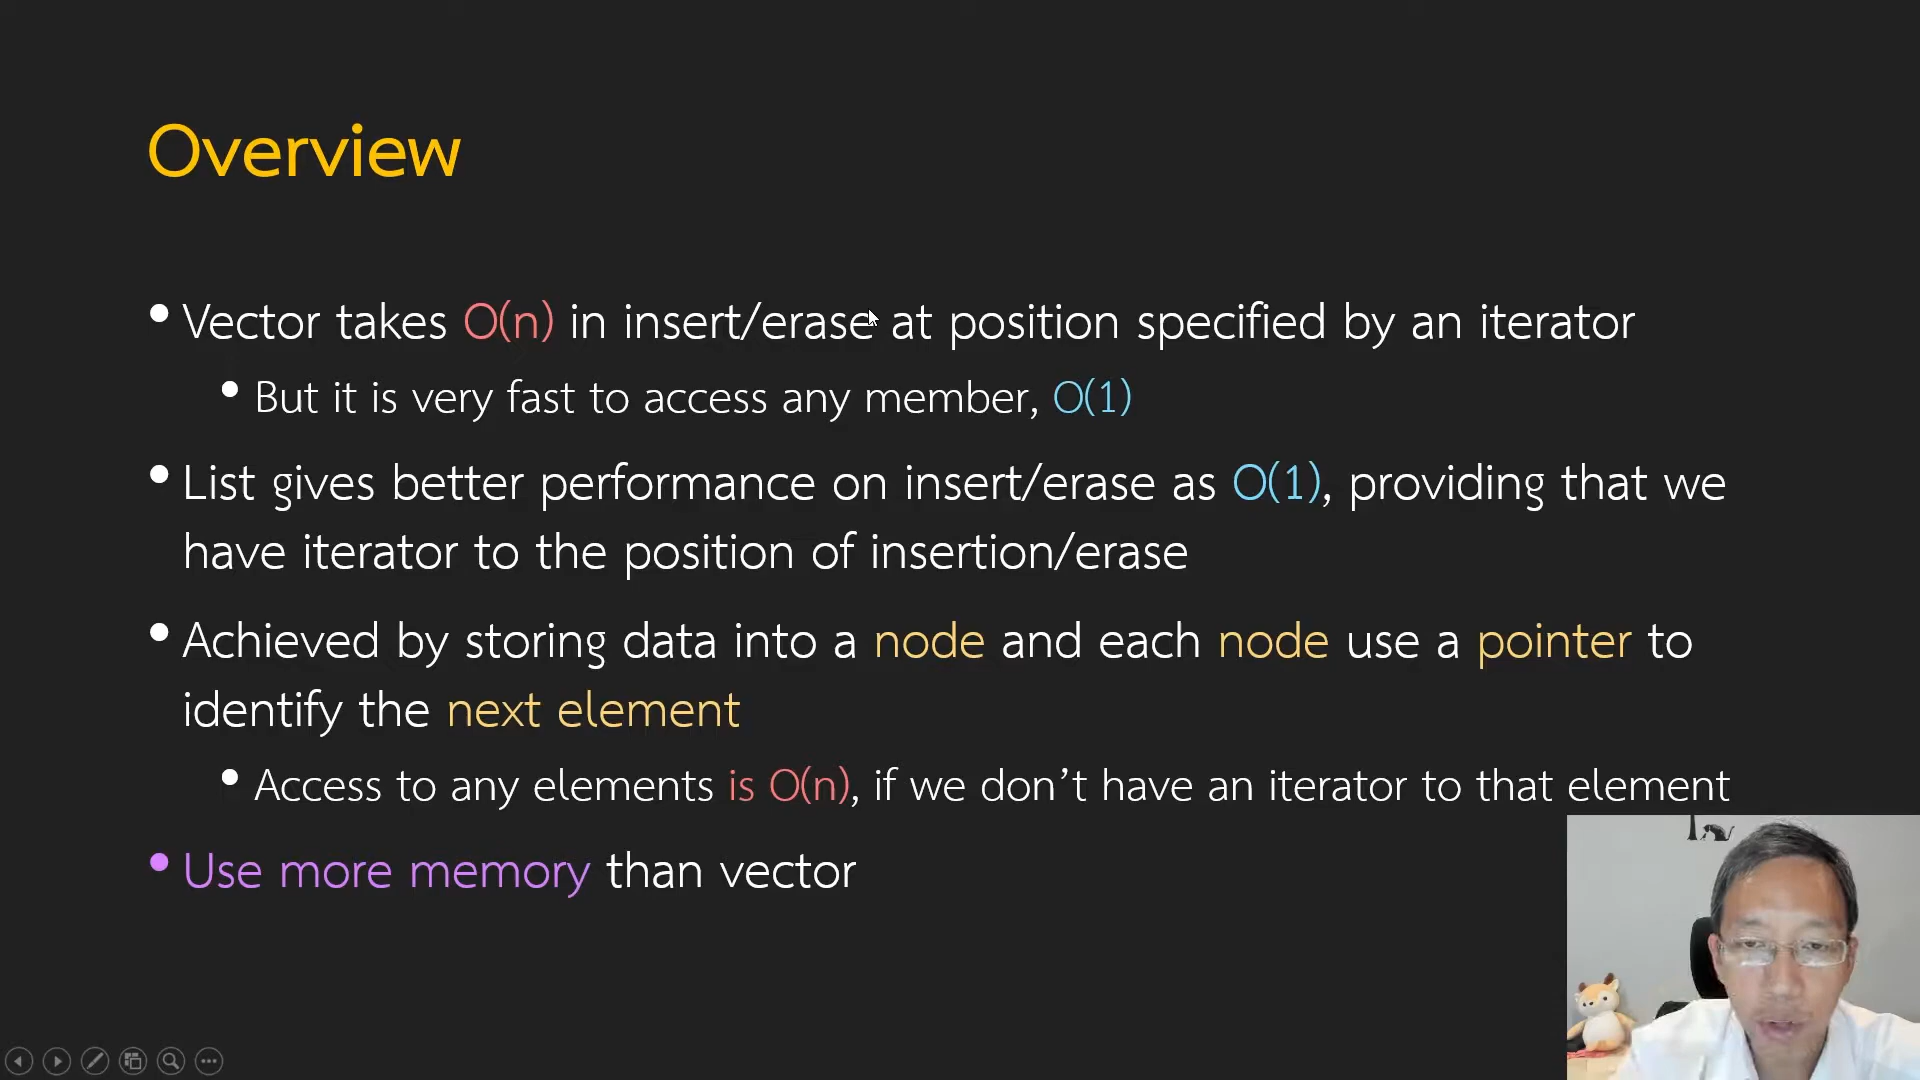 Overview
• Vector takes O(n) in insert/erase at position specified by an iterator
• But it is very fast to access any member, O(1)
• List gives better performance on insert/erase as O(1), providing that we
have iterator to the position of insertion/erase
• Achieved by storing data into a node and each node use a pointer to
identify the next element
• Access to any elements is O(n), if we don't have an iterator to that element
• Use more memory than vector